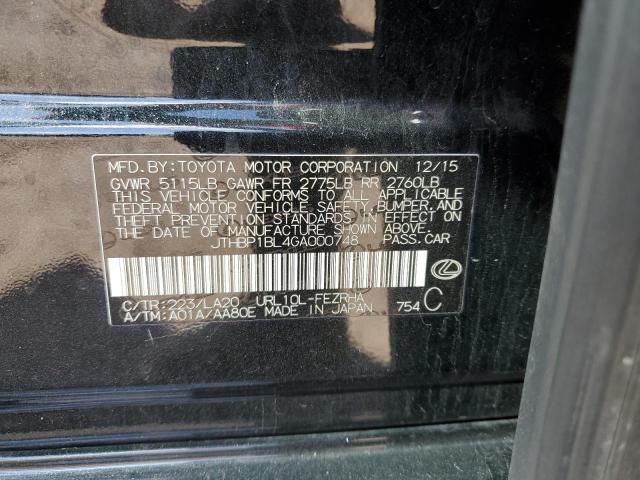 MFD. BY: TOYOTA MOTOR CORPORATION 12/15
GVWR 5115LB GAWR FR 2775LB RR 2760LB
THIS VEHICLE CONFORMS TO ALL APPLICABLE
FEDERAL MOTOR VEHICLE SAFETY, BUMPER, AND
THEFT PREVENTION STANDARDS IN EFFECT ON
THE DATE OF MANUFACTURE SHOWN ABOVE.
JTHBP1BL4GA000748 PASS. CAR
C/TR: 223/LA20 URL10L-FEZRHA
A/TM: A01A/AA80E MADE IN JAPAN 754 C